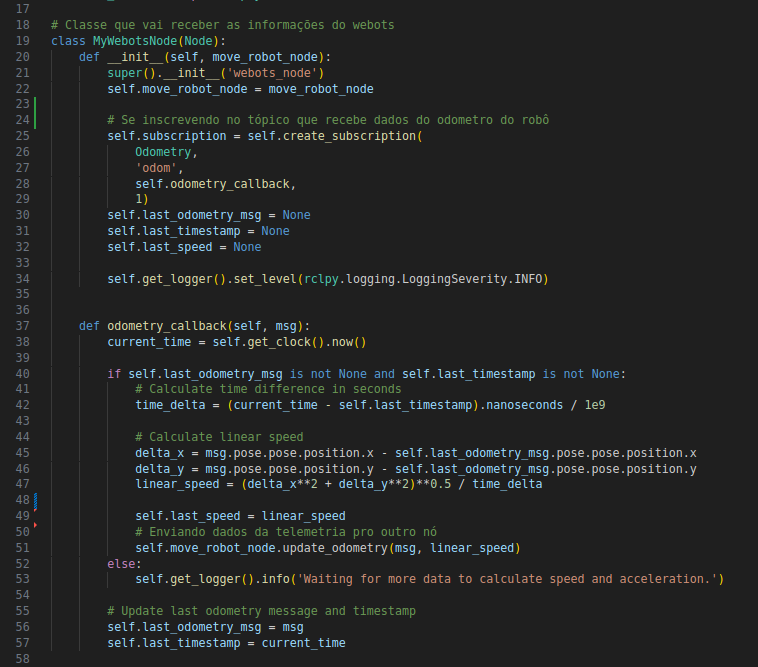 17
18 # Classe que vai receber as informações do webots
19 class MyWebotsNode(Node):
20     def __init__(self, move_robot_node):
21         super().__init__('webots_node')
22         self.move_robot_node = move_robot_node
23
24         # Se inscrevendo no tópico que recebe dados do odometro do robô
25         self.subscription = self.create_subscription(
26             Odometry,
27             'odom',
28             self.odometry_callback,
29             1)
30         self.last_odometry_msg = None
31         self.last_timestamp = None
32         self.last_speed = None
33
34         self.get_logger().set_level(rclpy.logging.LoggingSeverity.INFO)
35
36
37     def odometry_callback(self, msg):
38         current_time = self.get_clock().now()
39
40         if self.last_odometry_msg is not None and self.last_timestamp is not None:
41             # Calculate time difference in seconds
42             time_delta = (current_time - self.last_timestamp).nanoseconds / 1e9
43
44             # Calculate linear speed
45             delta_x = msg.pose.pose.position.x - self.last_odometry_msg.pose.pose.position.x
46             delta_y = msg.pose.pose.position.y - self.last_odometry_msg.pose.pose.position.y
47             linear_speed = (delta_x**2 + delta_y**2)**0.5 / time_delta
48
49             self.last_speed = linear_speed
50             # Enviando dados da telemetria pro outro nó
51             self.move_robot_node.update_odometry(msg, linear_speed)
52         else:
53             self.get_logger().info('Waiting for more data to calculate speed and acceleration.')
54
55         # Update last odometry message and timestamp
56         self.last_odometry_msg = msg
57         self.last_timestamp = current_time
58